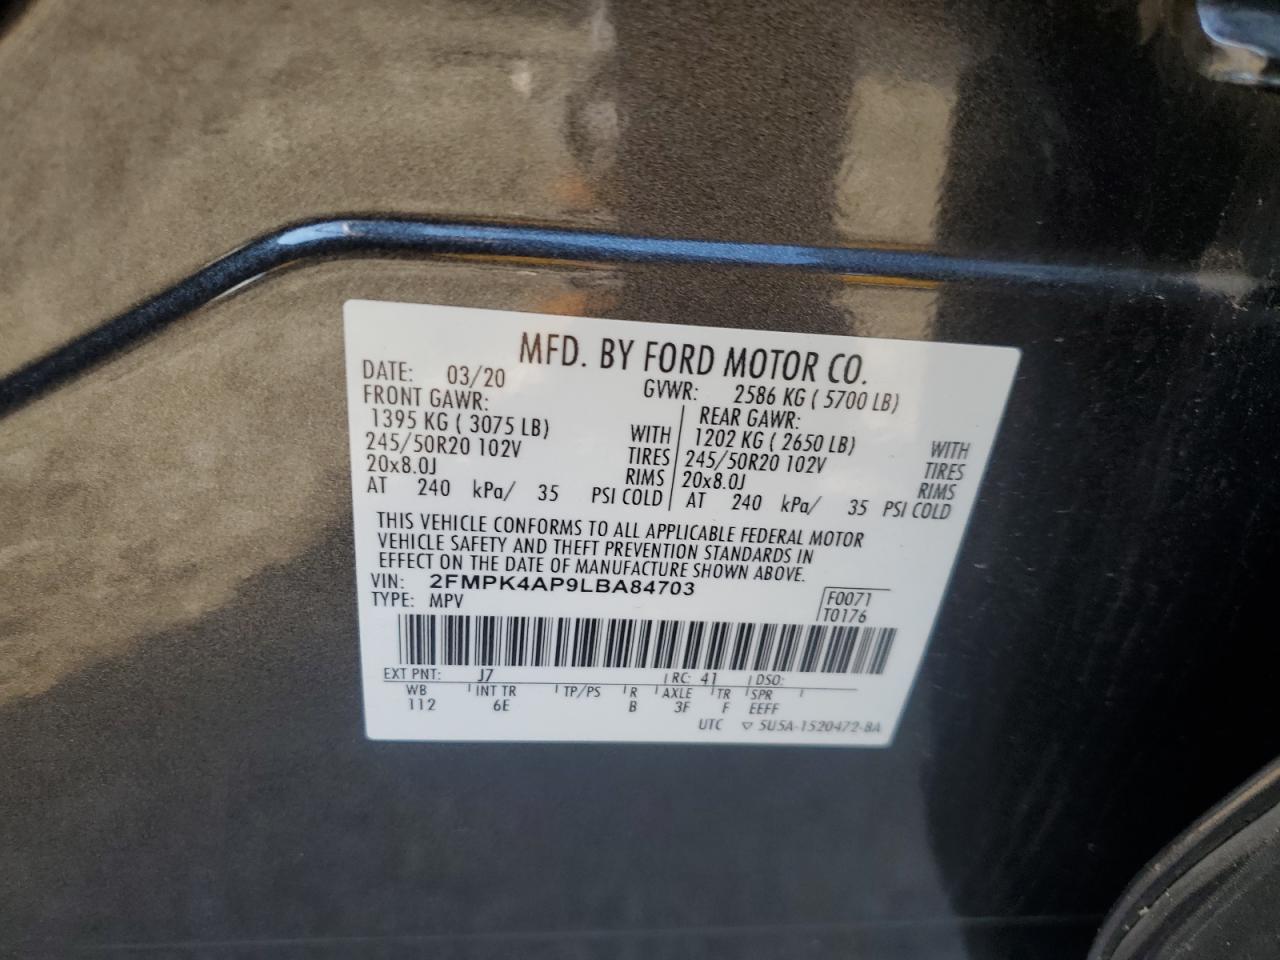 MFD. BY FORD MOTOR CO.
DATE: 03/20 GVWR: 2586 KG ( 5700 LB)
FRONT GAWR: REAR GAWR:
1395 KG ( 3075 LB) WITH 1202 KG ( 2650 LB) WITH
245/50R20 102V TIRES 245/50R20 102V TIRES
20x8.0J RIMS 20x8.0J RIMS
AT 240 kPa/ 35 PSI COLD AT 240 kPa/ 35 PSI COLD
THIS VEHICLE CONFORMS TO ALL APPLICABLE FEDERAL MOTOR
VEHICLE SAFETY AND THEFT PREVENTION STANDARDS IN
EFFECT ON THE DATE OF MANUFACTURE SHOWN ABOVE.
VIN: 2FMPK4AP9LBA84703 F0071
TYPE: MPV T0176
EXT PNT: J7 RC: 41 DSO:
WB INT TR TP/PS R AXLE TR SPR
112 6E B 3F F EEFF
UTC ▽ 5U5A-1520472-BA